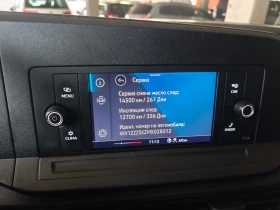 Сервиз
Сервиз смяна масло след:
14500 км / 267 Дни
Инспекция след:
12700 км / 356 Дни
Идент. номер на автомобила:
MENU
CAR
CLIMA
PHONE
11:12